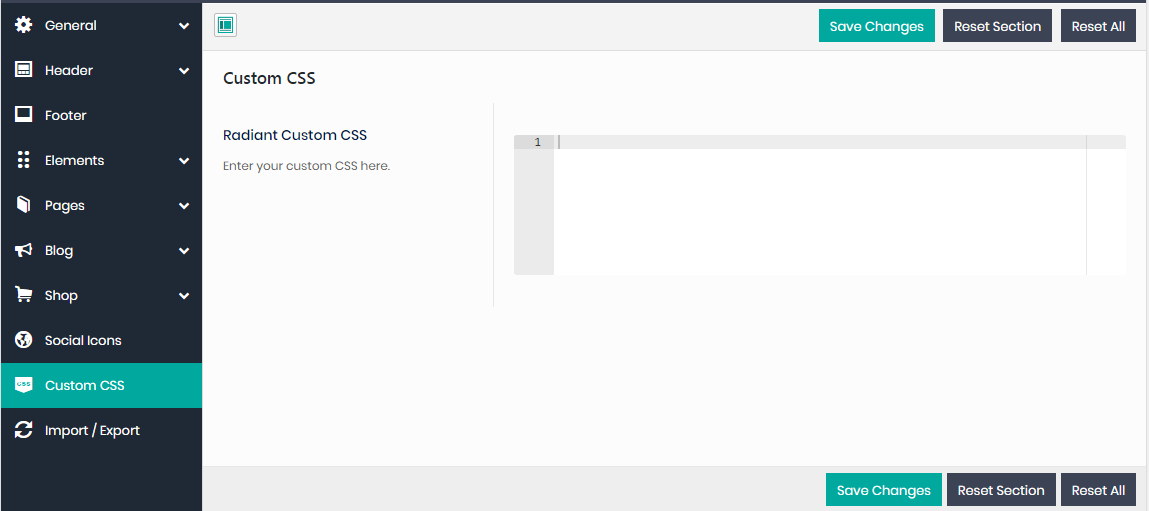 General
Header
Footer
Elements
Pages
Blog
Shop
Social Icons
CSS
Custom CSS
Import / Export
Save Changes
Reset Section
Reset All
Custom CSS
Radiant Custom CSS
Enter your custom CSS here.
1
Save Changes
Reset Section
Reset All